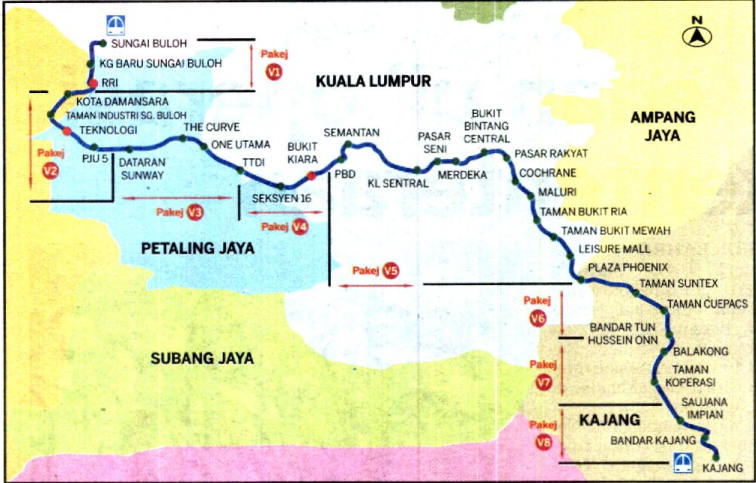 N
SUNGAI BULOH
KG BARU SUNGAI BULOH
RRI
Pakej
V1
KUALA LUMPUR
KOTA DAMANSARA
TAMAN INDUSTRI SG. BULOH
TEKNOLOGI
Pakej
V2
PJU 5
DATARAN
SUNWAY
THE CURVE
ONE UTAMA
TTDI
Pakej V3
SEKSYEN 16
Pakej V4
BUKIT
KIARA
PBD
SEMANTAN
KL SENTRAL
PASAR
SENI
MERDEKA
BUKIT
BINTANG
CENTRAL
AMPANG
JAYA
PASAR RAKYAT
COCHRANE
MALURI
TAMAN BUKIT RIA
TAMAN BUKIT MEWAH
LEISURE MALL
PLAZA PHOENIX
PETALING JAYA
Pakej V5
TAMAN SUNTEX
TAMAN CUEPACS
Pakej
V6
BANDAR TUN
HUSSEIN ONN
BALAKONG
SUBANG JAYA
Pakej
V7
TAMAN
KOPERASI
SAUJANA
IMPIAN
Pakej
V8
KAJANG
BANDAR KAJANG
KAJANG